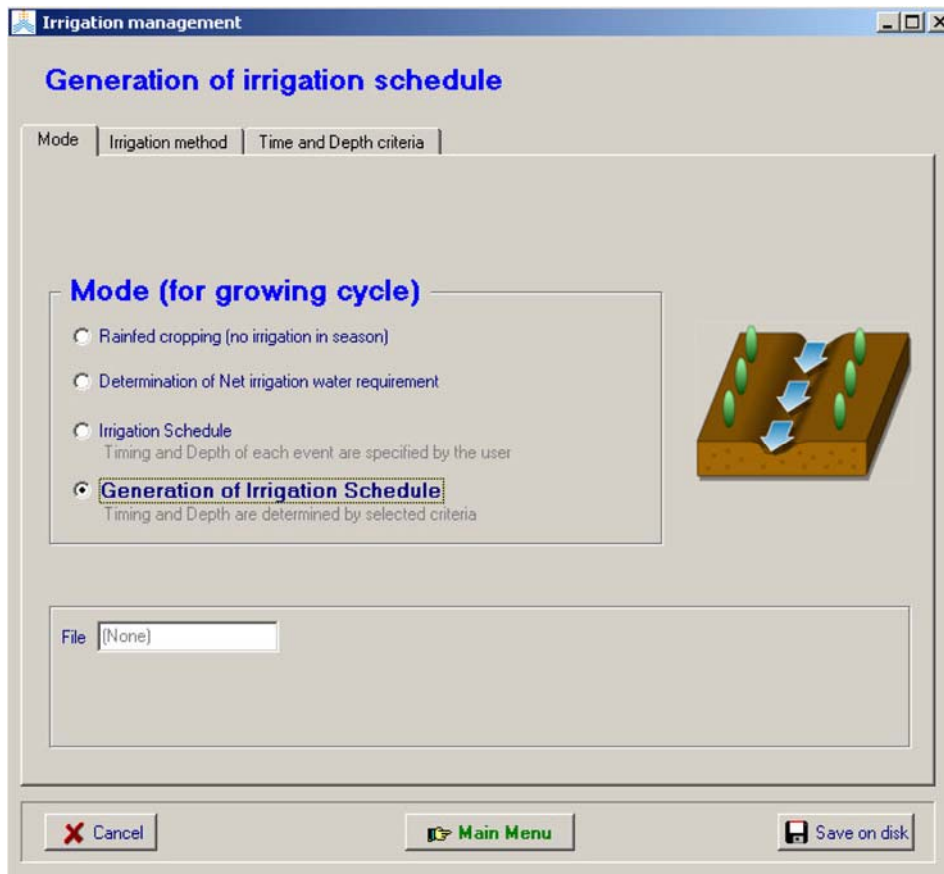 Irrigation management
Generation of irrigation schedule
Mode
Irrigation method
Time and Depth criteria
Mode (for growing cycle)
Rainfed cropping (no irrigation in season)
Determination of Net irrigation water requirement
Irrigation Schedule
Timing and Depth of each event are specified by the user
Generation of Irrigation Schedule
Timing and Depth are determined by selected criteria
File (None)
Cancel
Main Menu
Save on disk